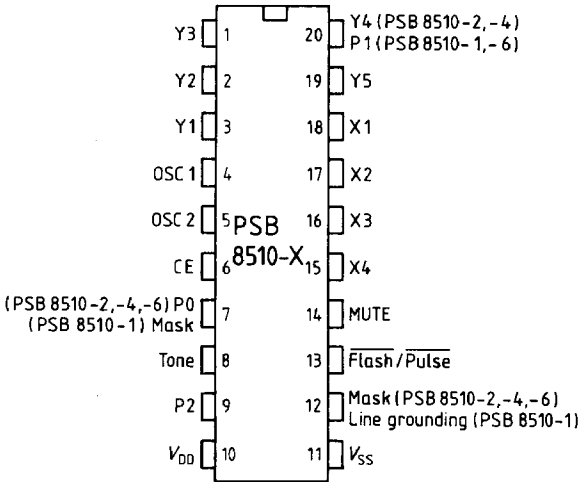 Y3 1
Y2 2
Y1 3
OSC 1 4
OSC 2 5
CE 6
(PSB 8510-2,-4,-6) P0 7
(PSB 8510-1) Mask
Tone 8
P2 9
VDD 10
PSB
8510-X
20 Y4 (PSB 8510-2,-4)
P1 (PSB 8510-1,-6)
19 Y5
18 X1
17 X2
16 X3
15 X4
14 MUTE
13 Flash/Pulse
12 Mask (PSB 8510-2,-4,-6)
Line grounding (PSB 8510-1)
11 VSS